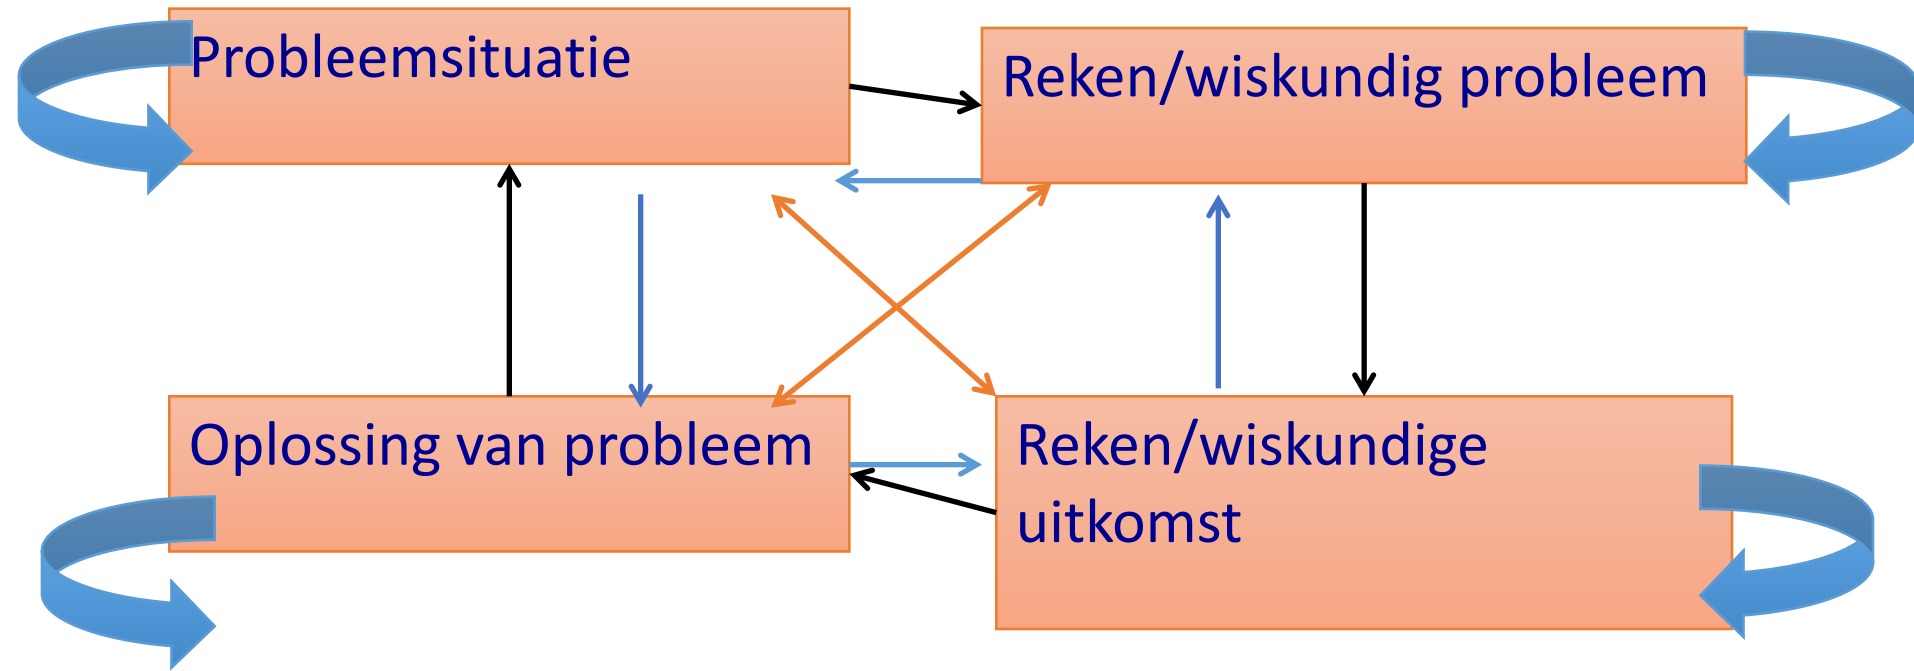 Probleemsituatie
Reken/wiskundig probleem
Oplossing van probleem
Reken/wiskundige
uitkomst